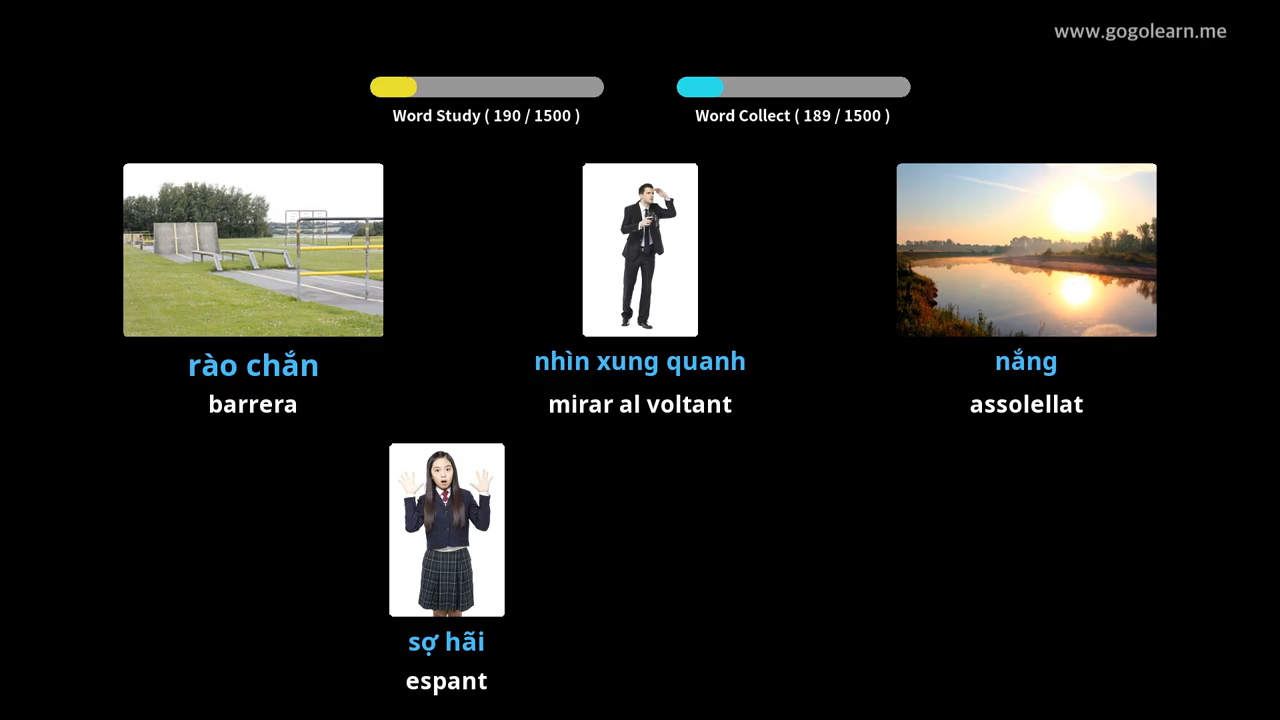 www.gogolearn.me
Word Study ( 190 / 1500 )
Word Collect ( 189 / 1500 )
rào chắn
barrera
nhìn xung quanh
mirar al voltant
nắng
assolellat
sợ hãi
espant